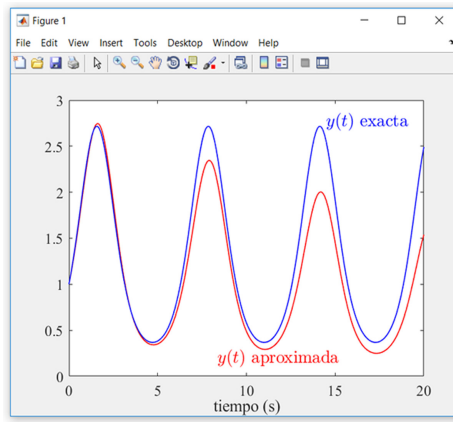 Figure 1
File Edit View Insert Tools Desktop Window Help
3
y(t) exacta
2.5
2
1.5
1
0.5
y(t) aproximada
0
0 5 10 15 20
tiempo (s)